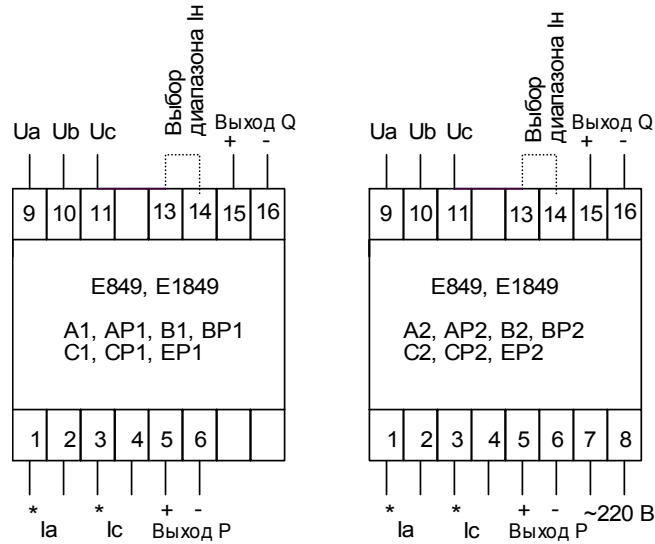 Выбор
диапазона Iн
Ua Ub Uc
Выход Q
+ -
9 10 11 13 14 15 16
E849, E1849
A1, AP1, B1, BP1
C1, CP1, EP1
1 2 3 4 5 6
* * + -
Ia Ic Выход P
Выбор
диапазона Iн
Ua Ub Uc
Выход Q
+ -
9 10 11 13 14 15 16
E849, E1849
A2, AP2, B2, BP2
C2, CP2, EP2
1 2 3 4 5 6 7 8
* * + - ~220 В
Ia Ic Выход P